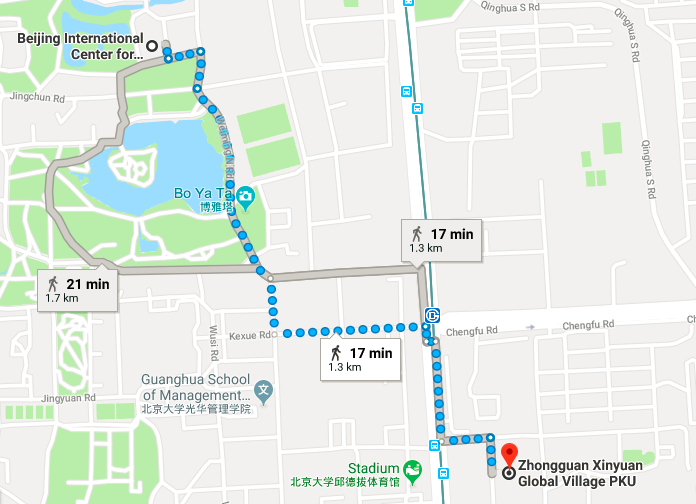 Qinghua S Rd
Qinghua S Rd
Beijing International
Center for...
Jingchun Rd
Qinghua S Rd
Bo Ya Ta
博雅塔
17 min
1.3 km
21 min
1.7 km
Wusi Rd
Kexue Rd
Chengfu Rd
Chengfu Rd
17 min
1.3 km
Guanghua School
of Management...
北京大学光华管理学院
Jingyuan Rd
Stadium
北京大学邱德拔体育馆
Zhongguan Xinyuan
Global Village PKU